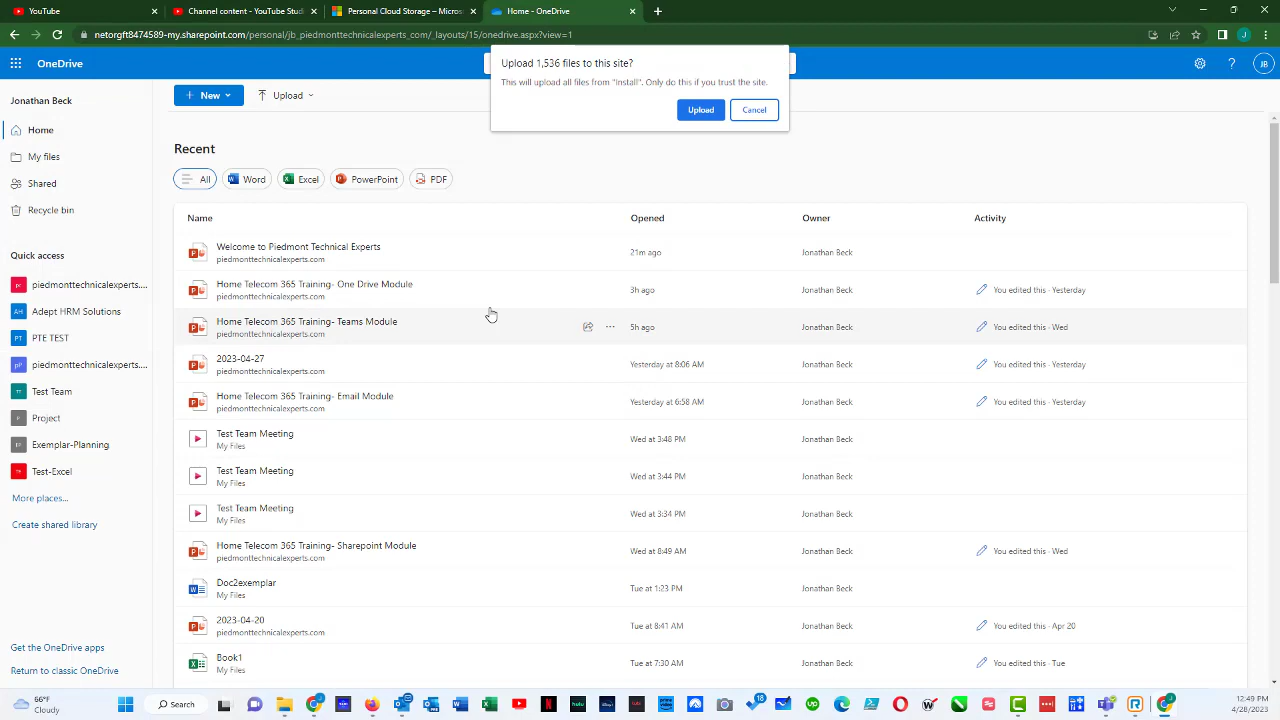 YouTube
Channel content - YouTube Studi
Personal Cloud Storage – Micros
Home - OneDrive
netorgft8474589-my.sharepoint.com/personal/jb_piedmonttechnicalexperts_com/_layouts/15/onedrive.aspx?view=1
J
OneDrive
JB
Upload 1,536 files to this site?
This will upload all files from "Install". Only do this if you trust the site.
Upload
Cancel
Jonathan Beck
New
Upload
Home
My files
Shared
Recycle bin
Quick access
pc piedmonttechnicalexperts....
AH Adept HRM Solutions
PT PTE TEST
pP piedmonttechnicalexperts....
TT Test Team
P Project
E Exemplar-Planning
TE Test-Excel
More places...
Create shared library
Get the OneDrive apps
Return to classic OneDrive
Recent
All
Word
Excel
PowerPoint
PDF
Name Opened Owner Activity
Welcome to Piedmont Technical Experts
piedmonttechnicalexperts.com
21m ago Jonathan Beck
Home Telecom 365 Training- One Drive Module
piedmonttechnicalexperts.com
3h ago Jonathan Beck You edited this · Yesterday
Home Telecom 365 Training- Teams Module
piedmonttechnicalexperts.com
5h ago Jonathan Beck You edited this · Wed
2023-04-27
piedmonttechnicalexperts.com
Yesterday at 8:06 AM Jonathan Beck You edited this · Yesterday
Home Telecom 365 Training- Email Module
piedmonttechnicalexperts.com
Yesterday at 6:58 AM Jonathan Beck You edited this · Yesterday
Test Team Meeting
My Files
Wed at 3:48 PM Jonathan Beck
Test Team Meeting
My Files
Wed at 3:44 PM Jonathan Beck
Test Team Meeting
My Files
Wed at 3:34 PM Jonathan Beck
Home Telecom 365 Training- Sharepoint Module
piedmonttechnicalexperts.com
Wed at 8:49 AM Jonathan Beck You edited this · Wed
Doc2exemplar
My Files
Tue at 1:23 PM Jonathan Beck
2023-04-20
piedmonttechnicalexperts.com
Tue at 8:41 AM Jonathan Beck You edited this · Apr 20
Book1
My Files
Tue at 7:30 AM Jonathan Beck You edited this · Tue
66°F
Cloudy
Search
18
12:49 PM
4/28/2023